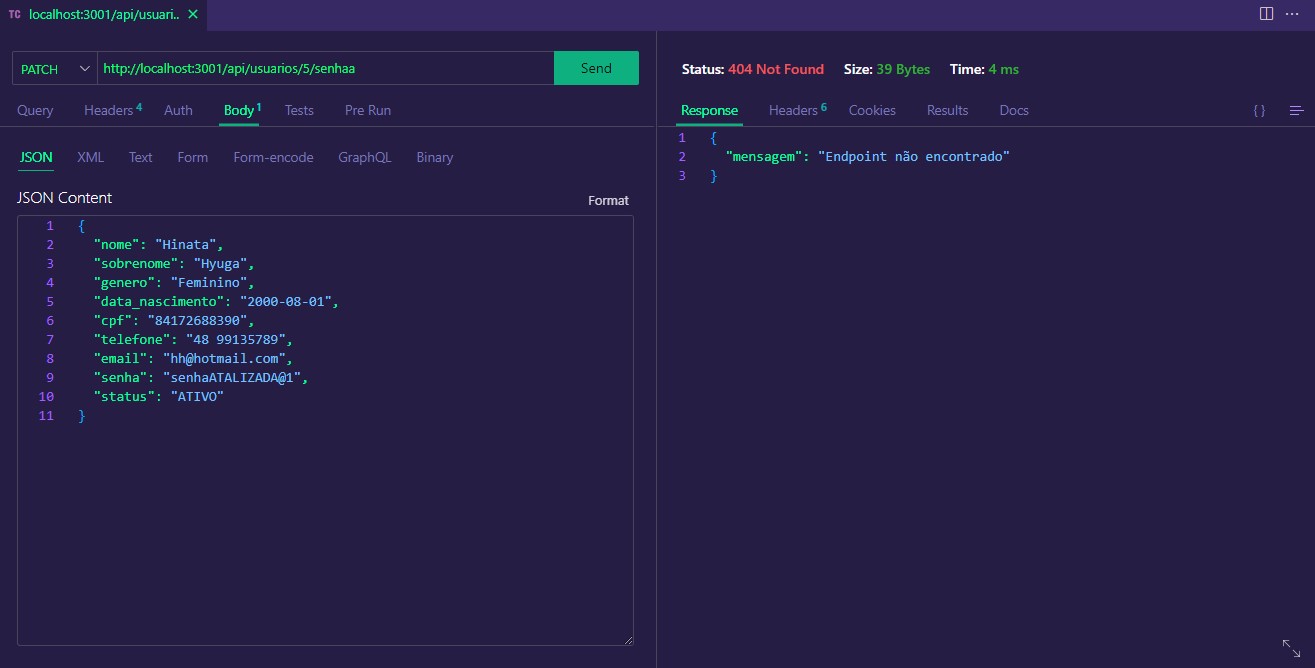 TC localhost:3001/api/usuari..
PATCH http://localhost:3001/api/usuarios/5/senhaa Send
Query Headers 4 Auth Body 1 Tests Pre Run
JSON XML Text Form Form-encode GraphQL Binary
JSON Content Format
1 {
2 "nome": "Hinata",
3 "sobrenome": "Hyuga",
4 "genero": "Feminino",
5 "data_nascimento": "2000-08-01",
6 "cpf": "84172688390",
7 "telefone": "48 99135789",
8 "email": "hh@hotmail.com",
9 "senha": "senhaATALIZADA@1",
10 "status": "ATIVO"
11 }
Status: 404 Not Found Size: 39 Bytes Time: 4 ms
Response Headers 6 Cookies Results Docs { }
1 {
2 "mensagem": "Endpoint não encontrado"
3 }